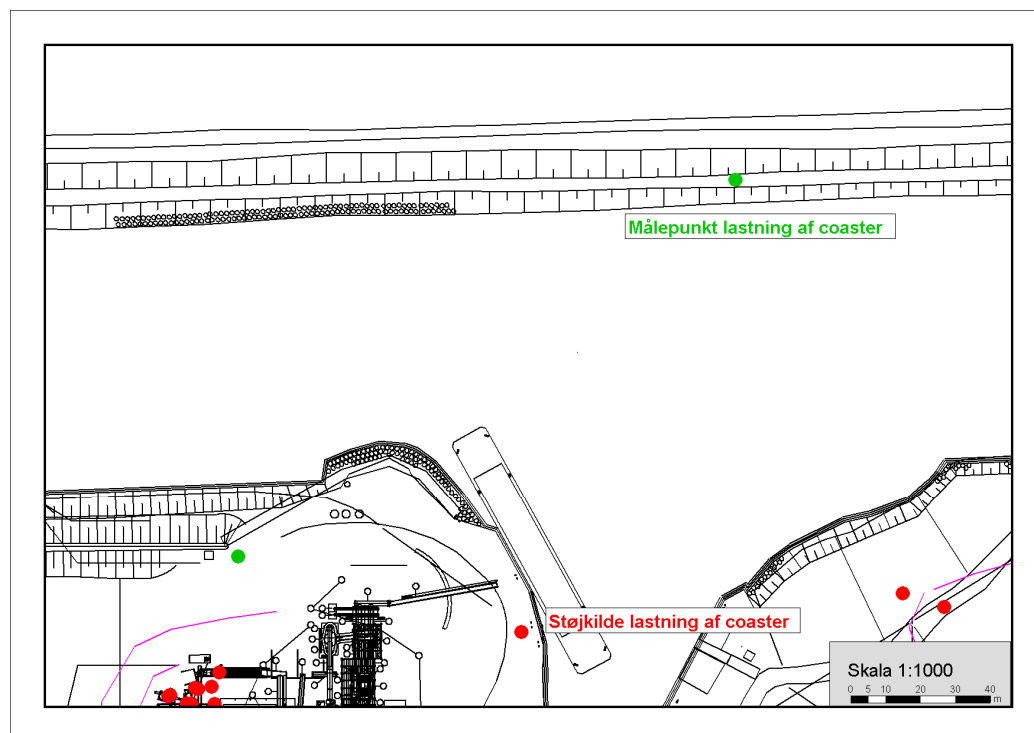 Målepunkt lastning af coaster
Støjkilde lastning af coaster
Skala 1:1000
0 5 10 20 30 40
m